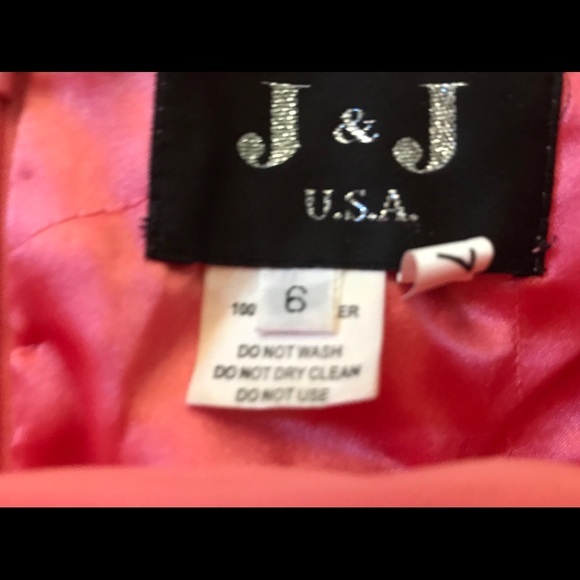 J & J
U.S.A.
7
100 6 ER
DO NOT WASH
DO NOT DRY CLEAN
DO NOT USE